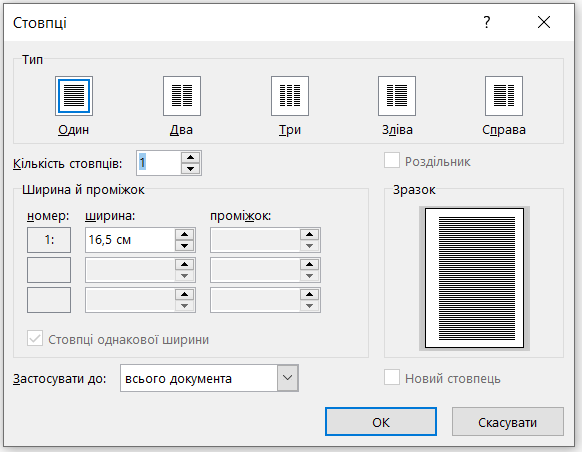 Стовпці ?
Тип
Один Два Три Зліва Справа
Кількість стовпців: 1 Роздільник
Ширина й проміжок Зразок
номер: ширина: проміжок:
1: 16,5 см
Стовпці однакової ширини
Застосувати до: всього документа Новий стовпець
ОК Скасувати